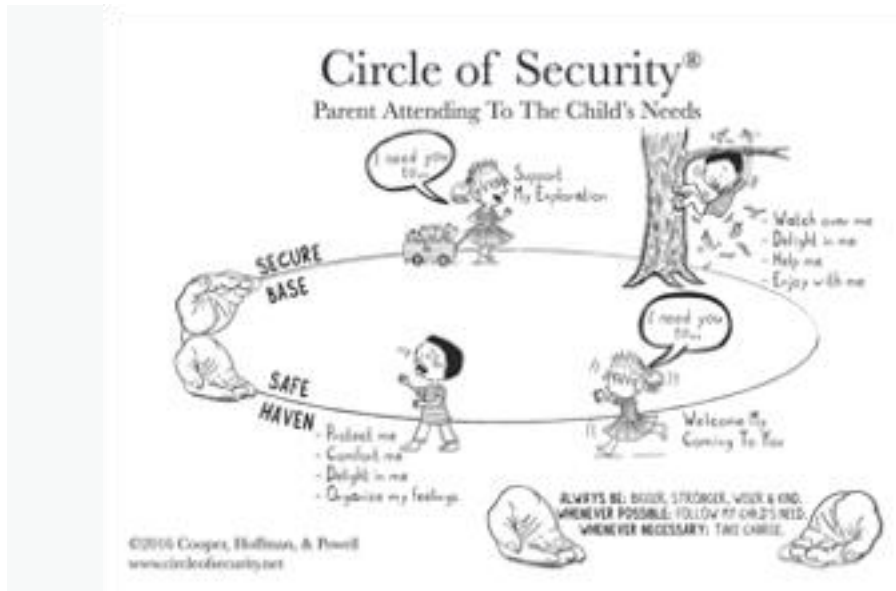 Circle of Security®
Parent Attending To The Child's Needs
I need you
to...
Support
My Exploration
- Watch over me
- Delight in me
- Help me
- Enjoy with me
SECURE
BASE
I need you
to...
SAFE
HAVEN
- Protect me
- Comfort me
- Delight in me
- Organize my feelings
Welcome My
Coming To You
ALWAYS BE: BIGGER, STRONGER, WISER & KIND.
WHENEVER POSSIBLE: FOLLOW MY CHILD'S NEED.
WHENEVER NECESSARY: TAKE CHARGE.
©2016 Cooper, Hoffman, & Powell
www.circleofsecurity.net